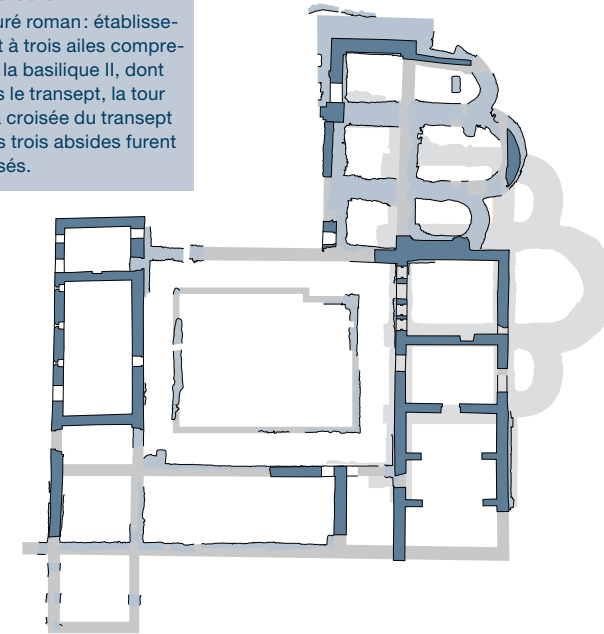 ré roman : établisse-
t à trois ailes compre-
la basilique II, dont
le transept, la tour
croisée du transept
s trois absides furent
sés.